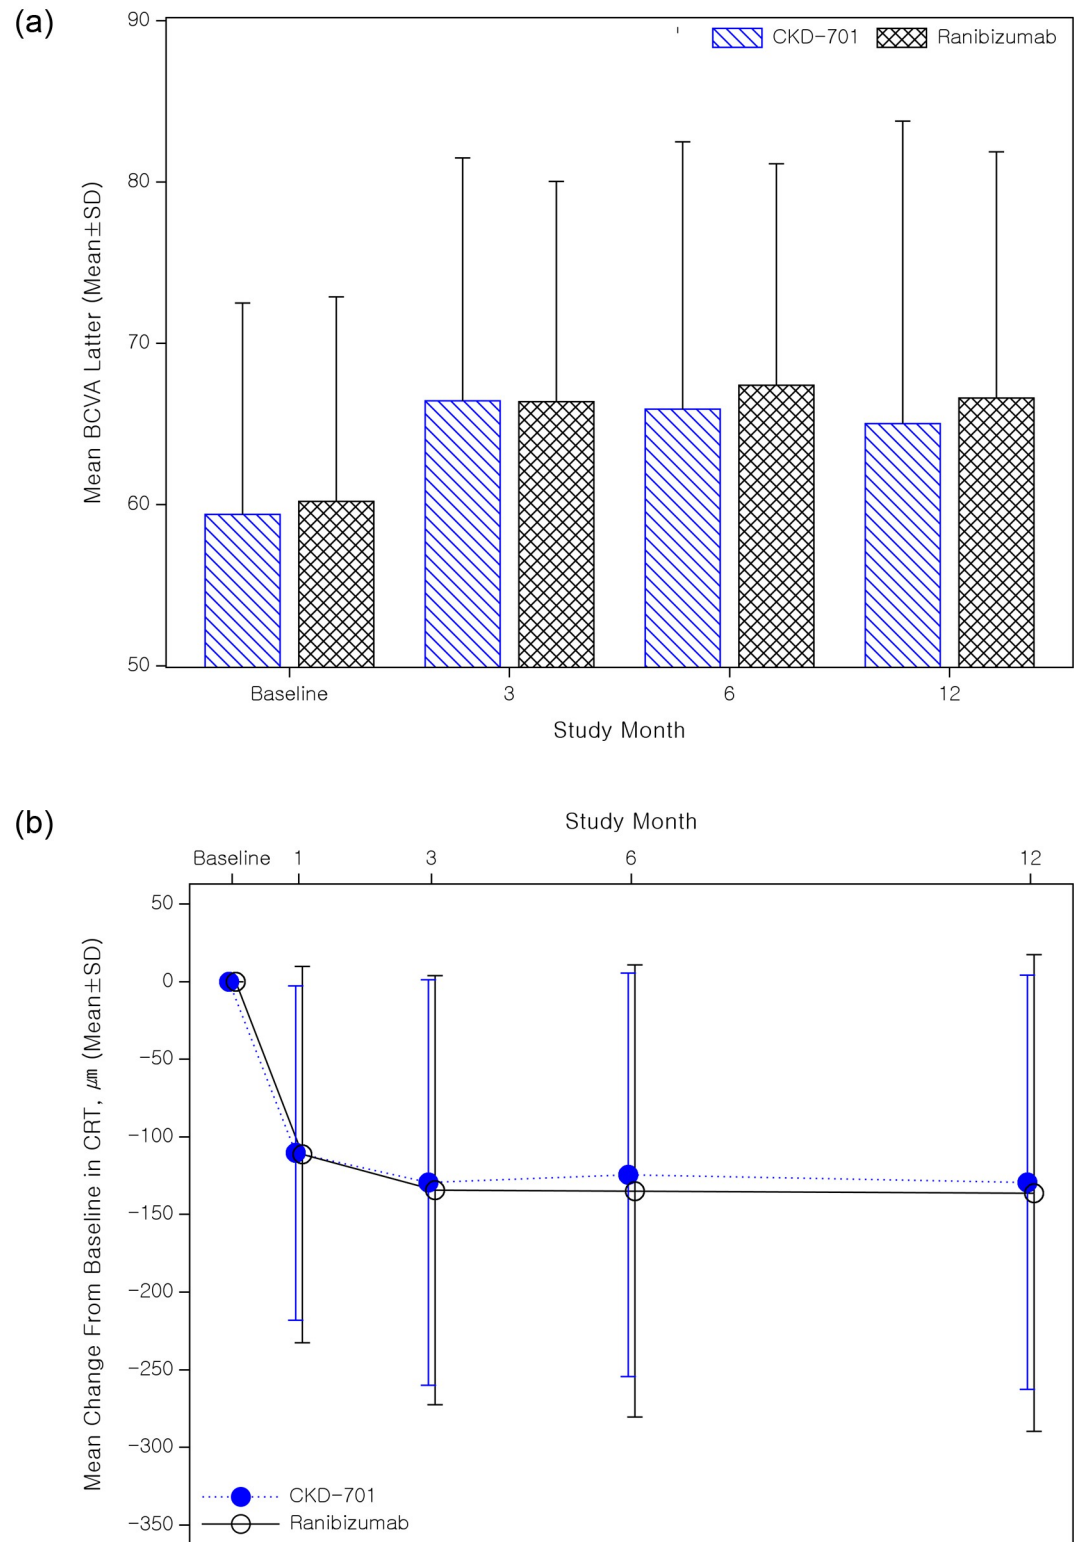 (a)
90
80
70
60
50
Mean BCVA Latter (Mean±SD)
CKD-701 Ranibizumab
Baseline 3 6 12
Study Month
(b)
Study Month
Baseline 1 3 6 12
50
0
-50
-100
-150
-200
-250
-300
-350
Mean Change From Baseline in CRT, ㎛ (Mean±SD)
CKD-701
Ranibizumab